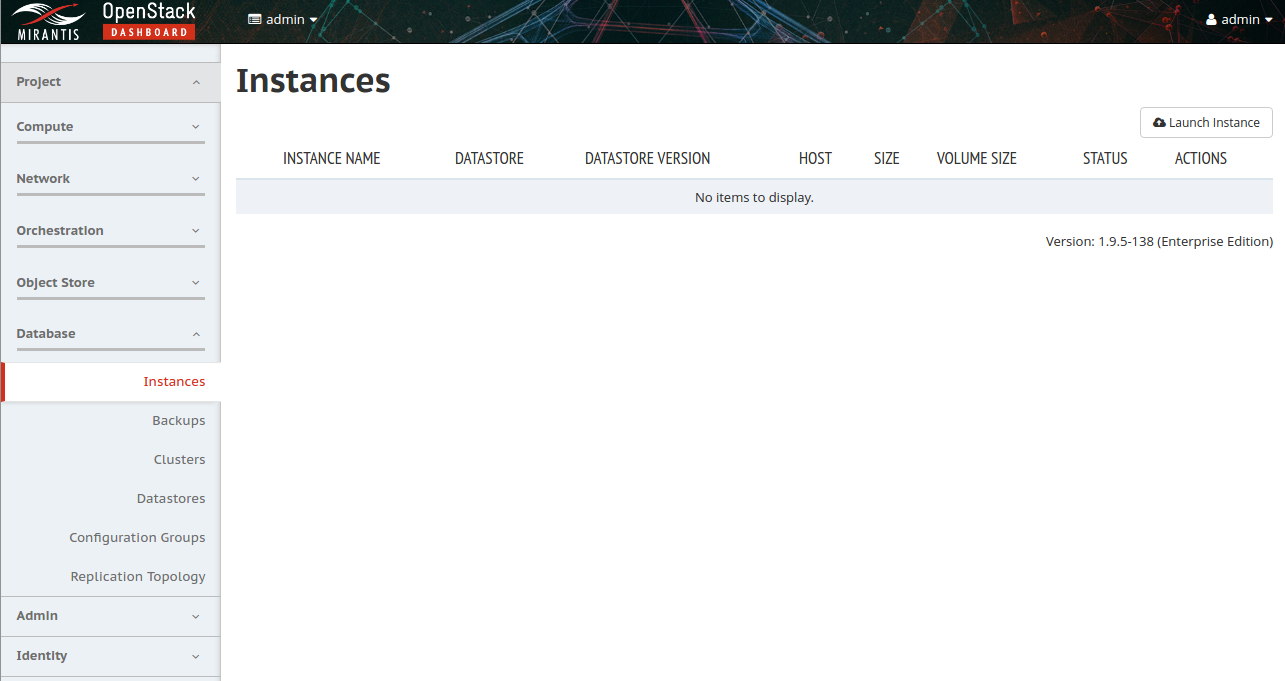 MIRANTIS
OpenStack
DASHBOARD
admin
admin
Project
Compute
Network
Orchestration
Object Store
Database
Instances
Backups
Clusters
Datastores
Configuration Groups
Replication Topology
Admin
Identity
Instances
Launch Instance
INSTANCE NAME DATASTORE DATASTORE VERSION HOST SIZE VOLUME SIZE STATUS ACTIONS
No items to display.
Version: 1.9.5-138 (Enterprise Edition)